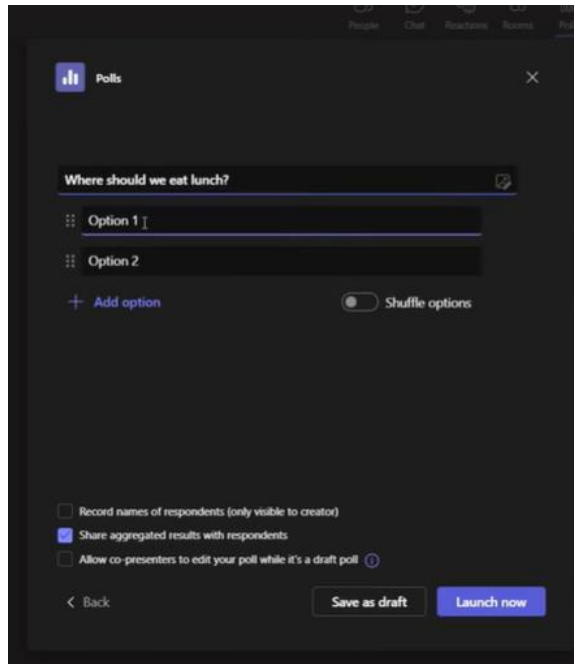 People Chat Reactions Rooms
Polls
Where should we eat lunch?
Option 1
Option 2
Add option
Shuffle options
Record names of respondents (only visible to creator)
Share aggregated results with respondents
Allow co-presenters to edit your poll while it's a draft poll
Back
Save as draft
Launch now